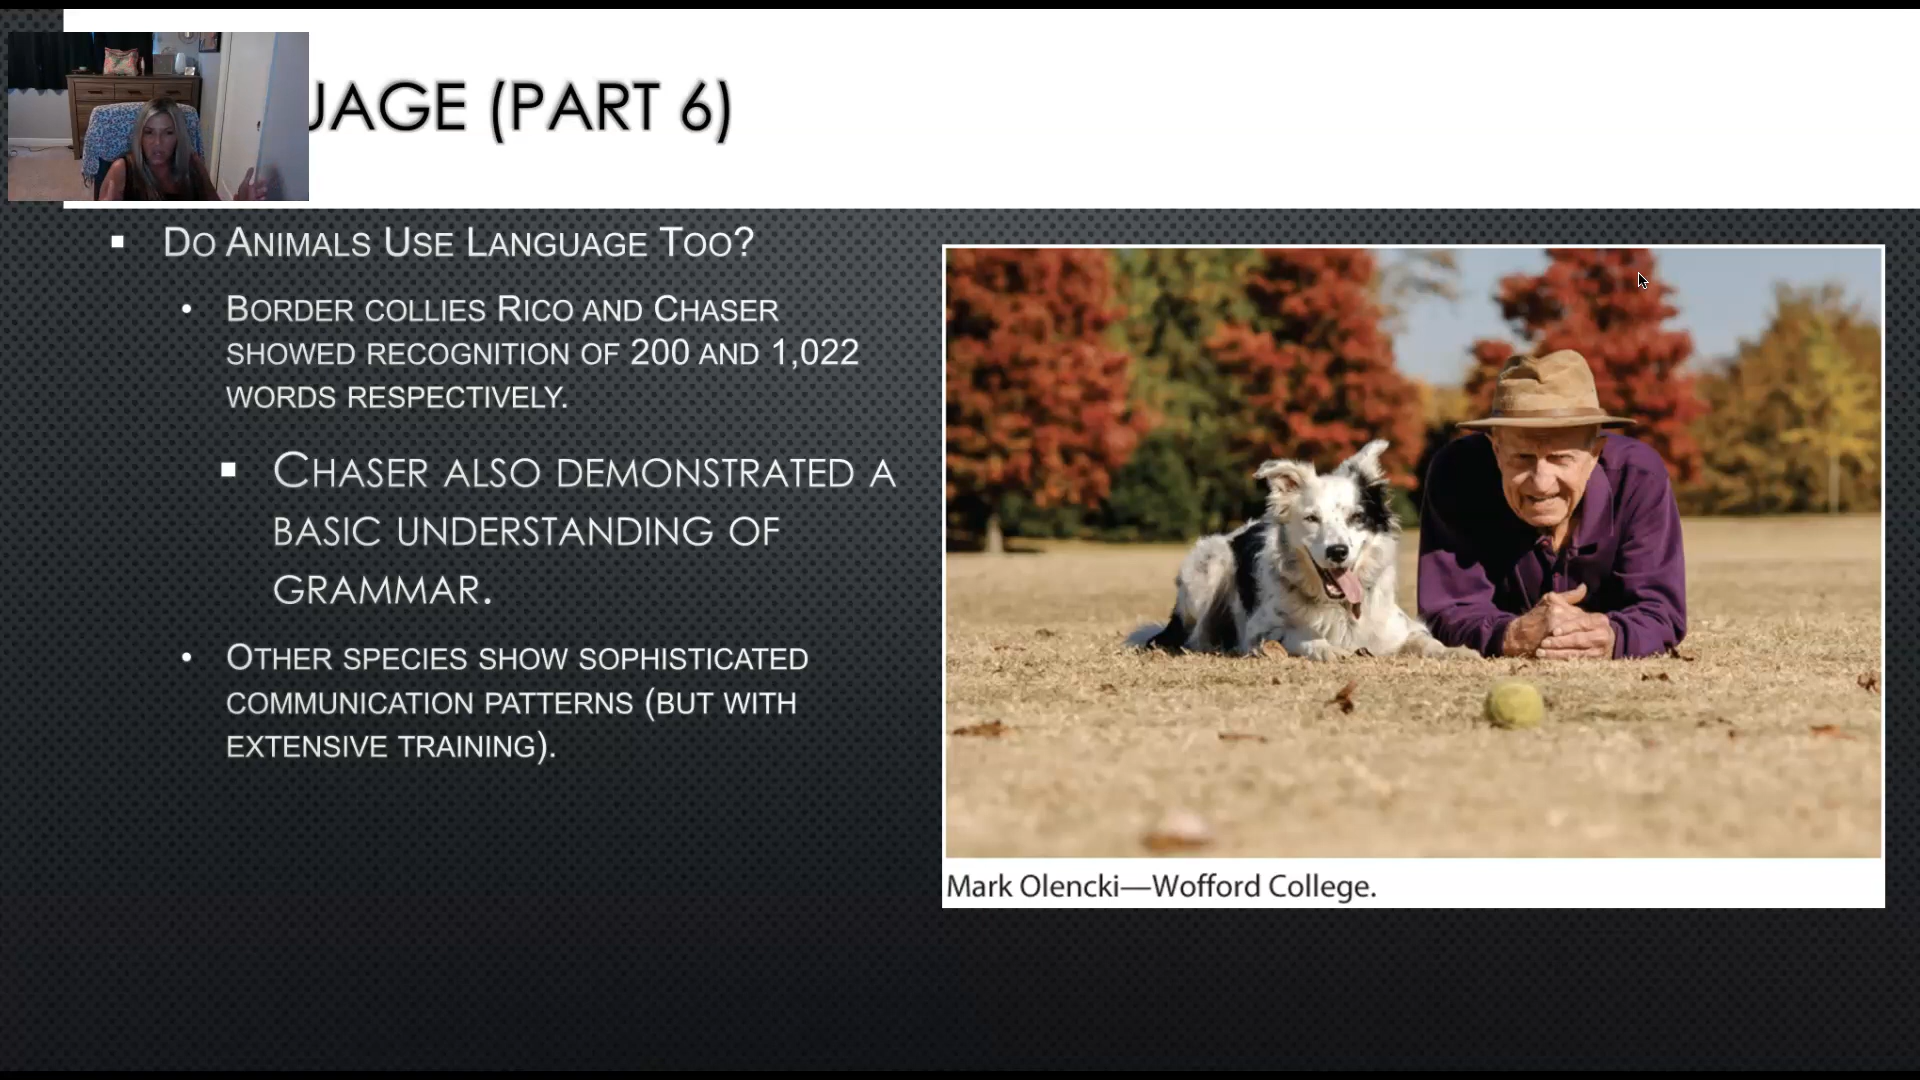 UAGE (PART 6)
DO ANIMALS USE LANGUAGE TOO?
BORDER COLLIES RICO AND CHASER
SHOWED RECOGNITION OF 200 AND 1,022
WORDS RESPECTIVELY.
CHASER ALSO DEMONSTRATED A
BASIC UNDERSTANDING OF
GRAMMAR.
OTHER SPECIES SHOW SOPHISTICATED
COMMUNICATION PATTERNS (BUT WITH
EXTENSIVE TRAINING).
Mark Olencki—Wofford College.